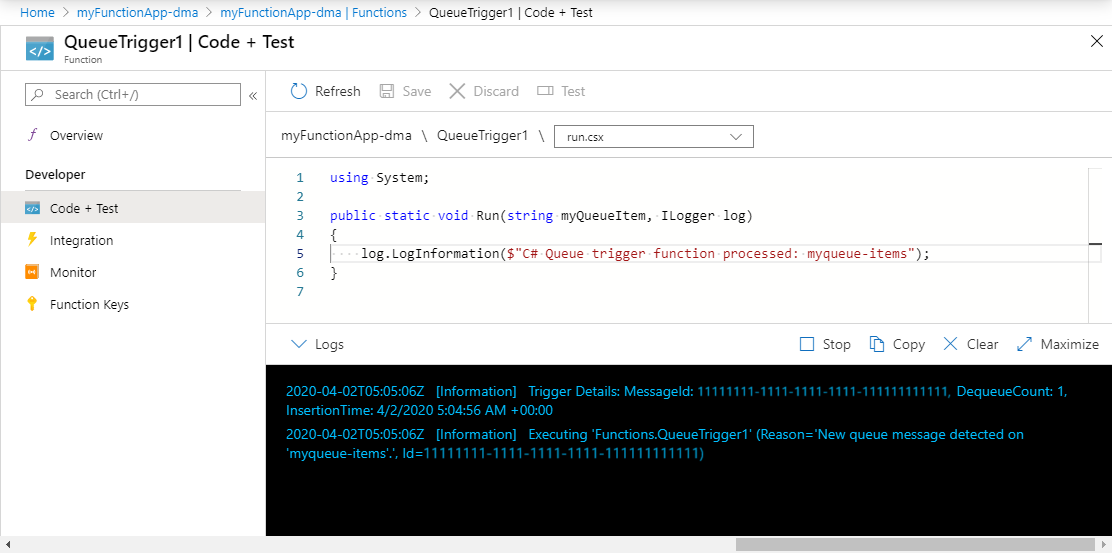 Home > myFunctionApp-dma > myFunctionApp-dma | Functions > QueueTrigger1 | Code + Test
QueueTrigger1 | Code + Test
Function
Search (Ctrl+/)
«
Overview
Developer
Code + Test
Integration
Monitor
Function Keys
Refresh
Save
Discard
Test
myFunctionApp-dma \ QueueTrigger1 \ run.csx
1 using System;
2
3 public static void Run(string myQueueItem, ILogger log)
4 {
5     log.LogInformation($"C# Queue trigger function processed: myqueue-items");
6 }
7
Logs
Stop
Copy
Clear
Maximize
2020-04-02T05:05:06Z [Information] Trigger Details: MessageId: 11111111-1111-1111-1111-111111111111, DequeueCount: 1,
InsertionTime: 4/2/2020 5:04:56 AM +00:00
2020-04-02T05:05:06Z [Information] Executing 'Functions.QueueTrigger1' (Reason='New queue message detected on
'myqueue-items'.', Id=11111111-1111-1111-1111-111111111111)